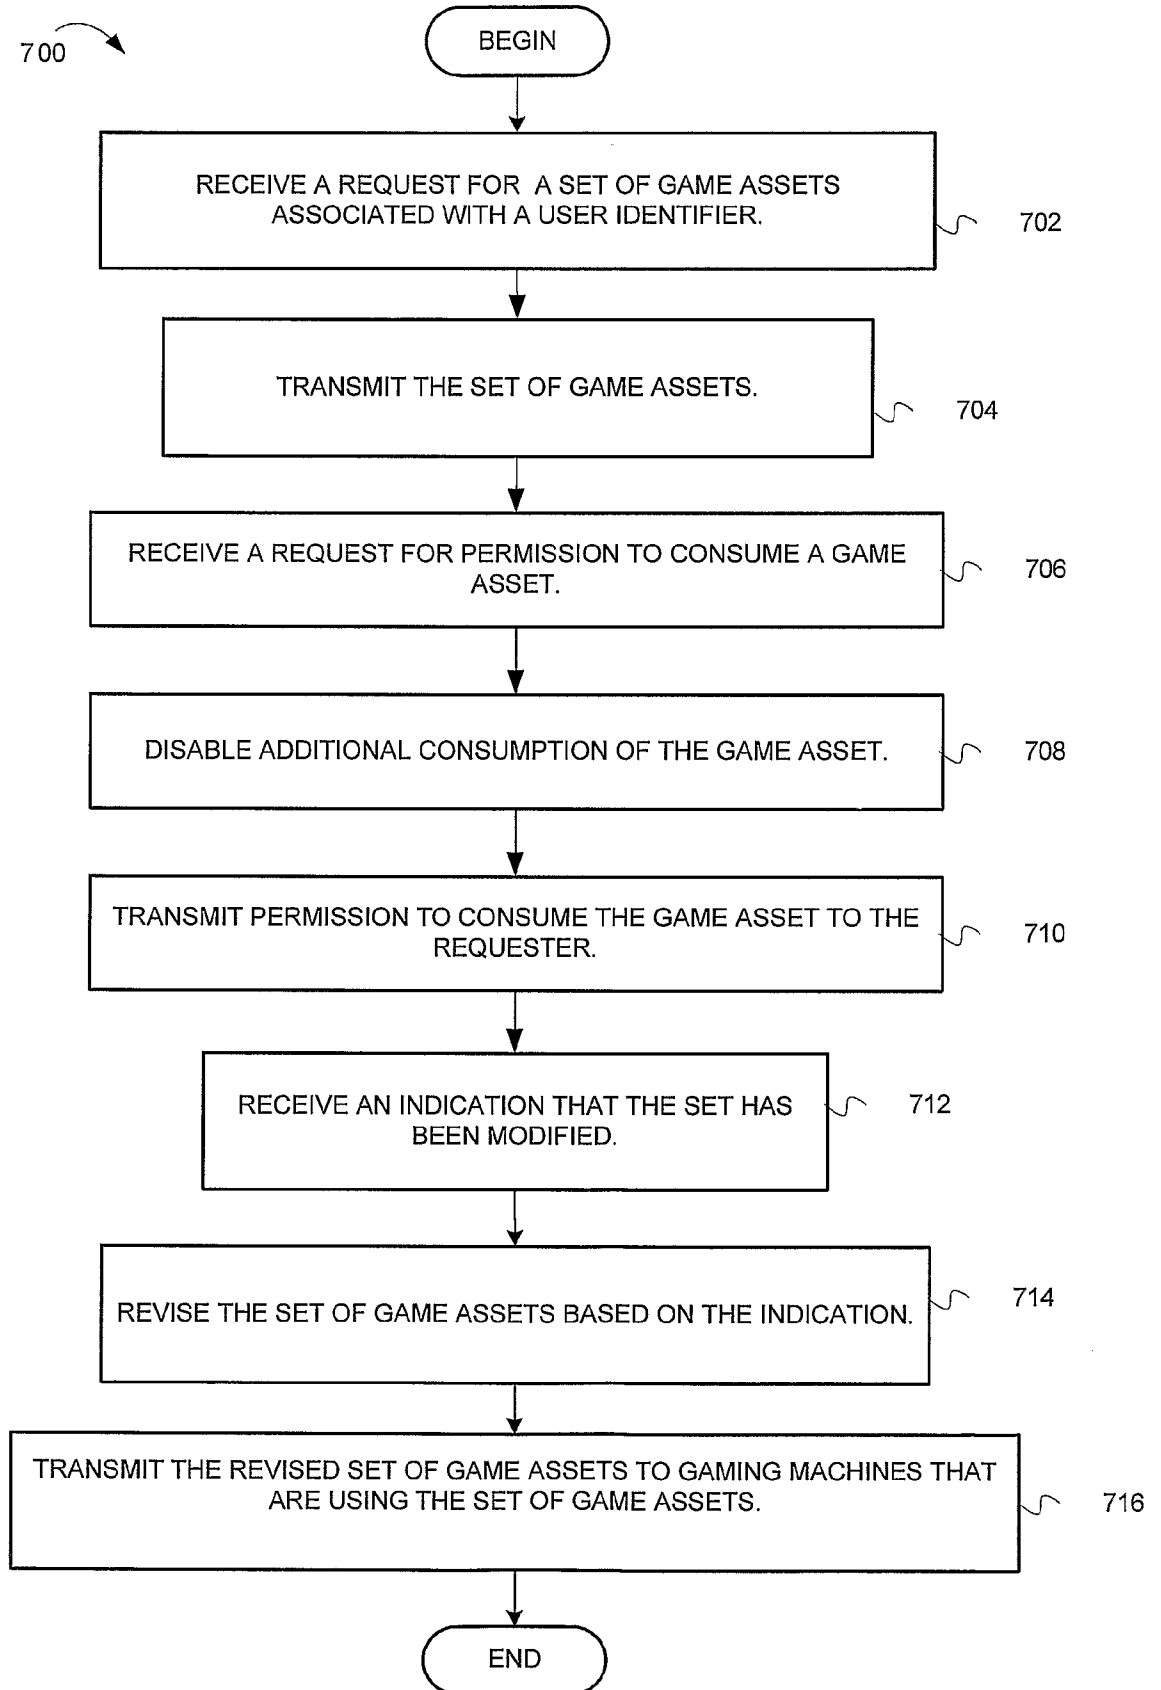 700
BEGIN
RECEIVE A REQUEST FOR A SET OF GAME ASSETS
ASSOCIATED WITH A USER IDENTIFIER.
702
TRANSMIT THE SET OF GAME ASSETS.
704
RECEIVE A REQUEST FOR PERMISSION TO CONSUME A GAME
ASSET.
706
DISABLE ADDITIONAL CONSUMPTION OF THE GAME ASSET.
708
TRANSMIT PERMISSION TO CONSUME THE GAME ASSET TO THE
REQUESTER.
710
RECEIVE AN INDICATION THAT THE SET HAS
BEEN MODIFIED.
712
REVISE THE SET OF GAME ASSETS BASED ON THE INDICATION.
714
TRANSMIT THE REVISED SET OF GAME ASSETS TO GAMING MACHINES THAT
ARE USING THE SET OF GAME ASSETS.
716
END